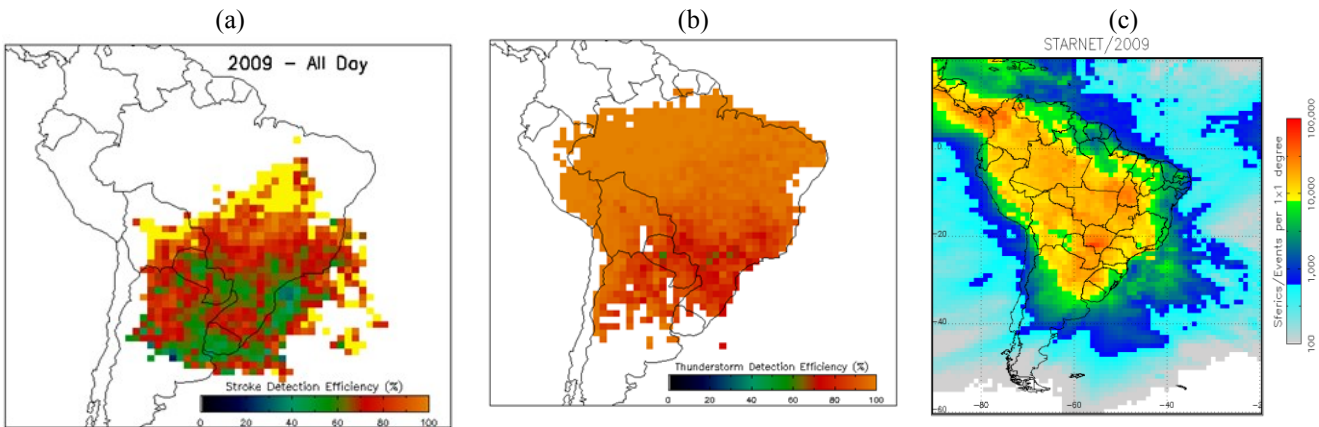 (a)
(b)
(c)
2009 - All Day
Stroke Detection Efficiency (%)
0 20 40 60 80 100
Thunderstorm Detection Efficiency (%)
0 20 40 60 80 100
STARNET/2009
0
-20
-40
-60
-80 -60 -40 -2
Sferics/Events per 1x1 degree
100 1,000 10,000 100,000